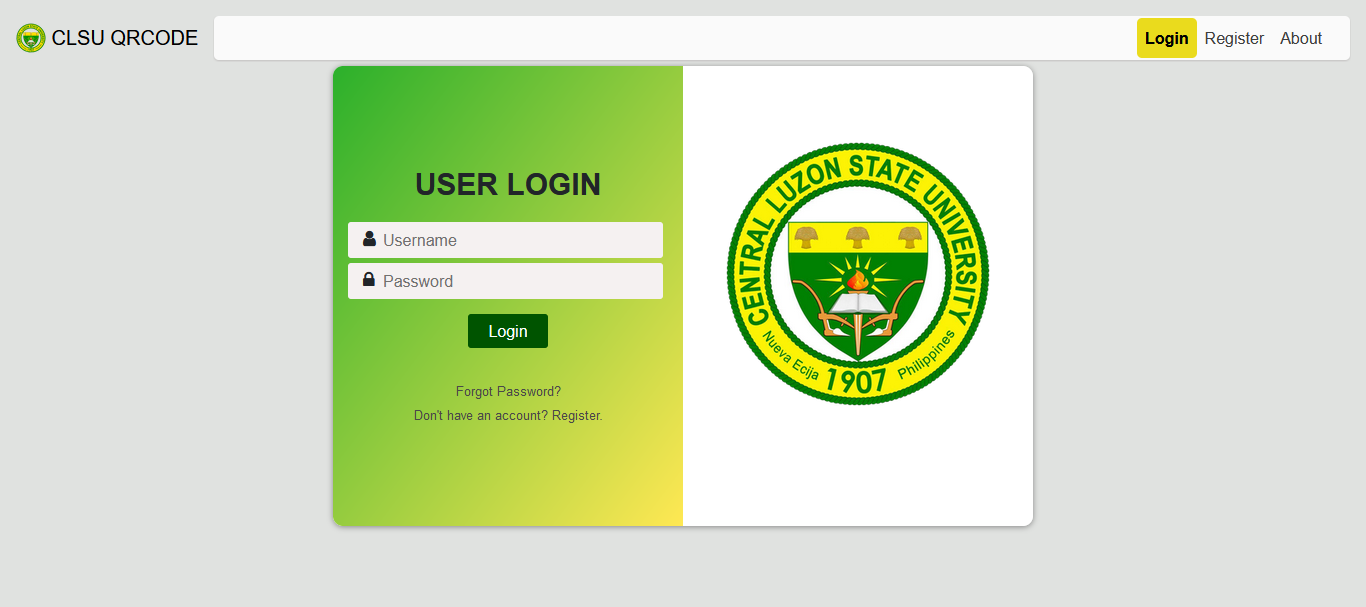 CLSU QRCODE
Login Register About
USER LOGIN
Username
Password
Login
Forgot Password?
Don't have an account? Register.
CENTRAL LUZON STATE UNIVERSITY
Nueva Ecija 1907 Philippines